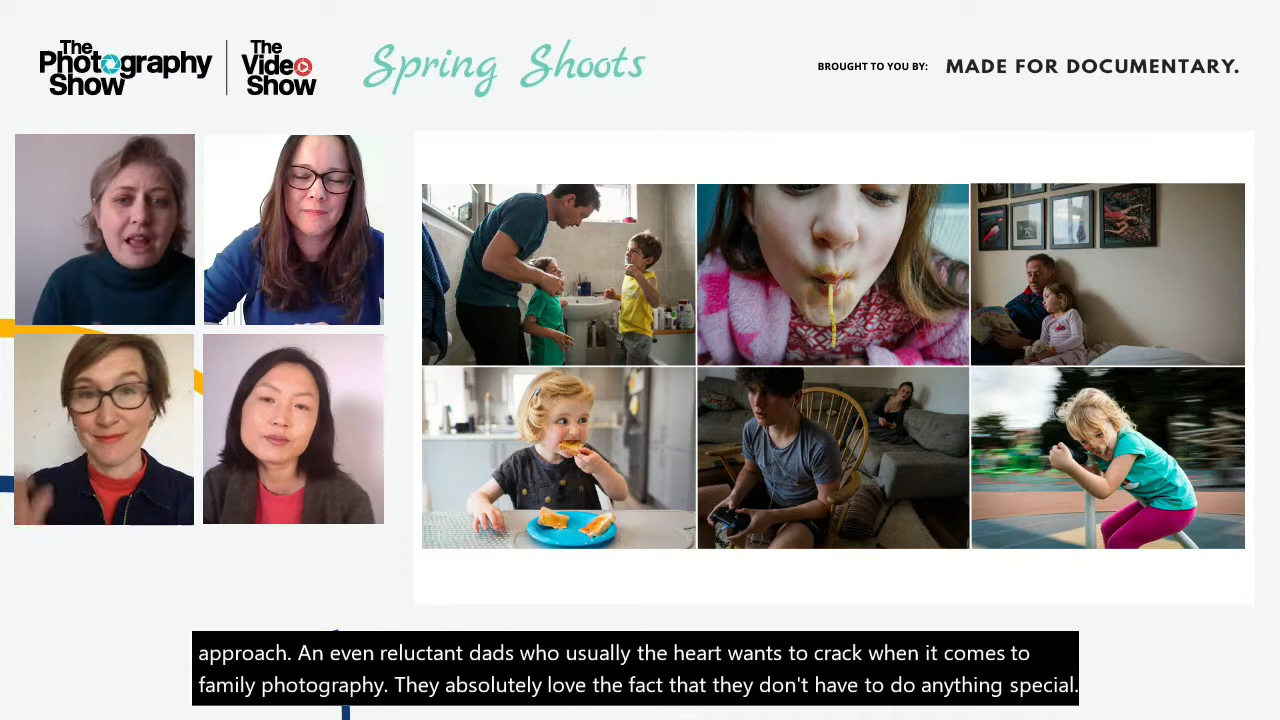 The Photography Show
The Video Show
Spring Shoots
BROUGHT TO YOU BY: MADE FOR DOCUMENTARY.
approach. An even reluctant dads who usually the heart wants to crack when it comes to
family photography. They absolutely love the fact that they don't have to do anything special.